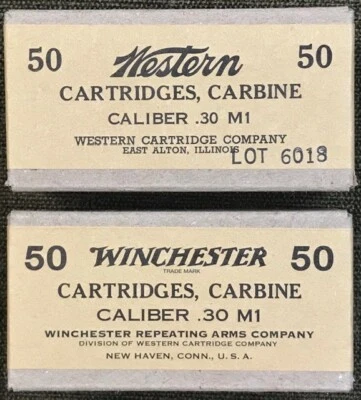 50 Western 50
CARTRIDGES, CARBINE
CALIBER .30 M1
WESTERN CARTRIDGE COMPANY
EAST ALTON, ILLINOIS LOT 6018
50 WINCHESTER 50
TRADE MARK
CARTRIDGES, CARBINE
CALIBER .30 M1
WINCHESTER REPEATING ARMS COMPANY
DIVISION OF WESTERN CARTRIDGE COMPANY
NEW HAVEN, CONN., U. S. A.